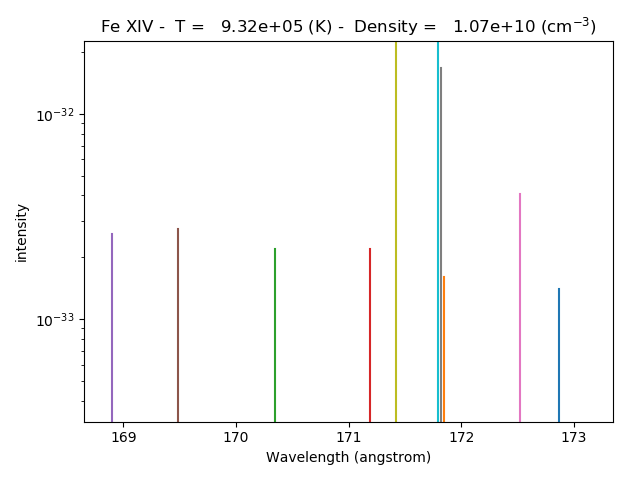 Fe XIV - T = 9.32e+05 (K) - Density = 1.07e+10 (cm⁻³)
10⁻³²
10⁻³³
intensity
169 170 171 172 173
Wavelength (angstrom)